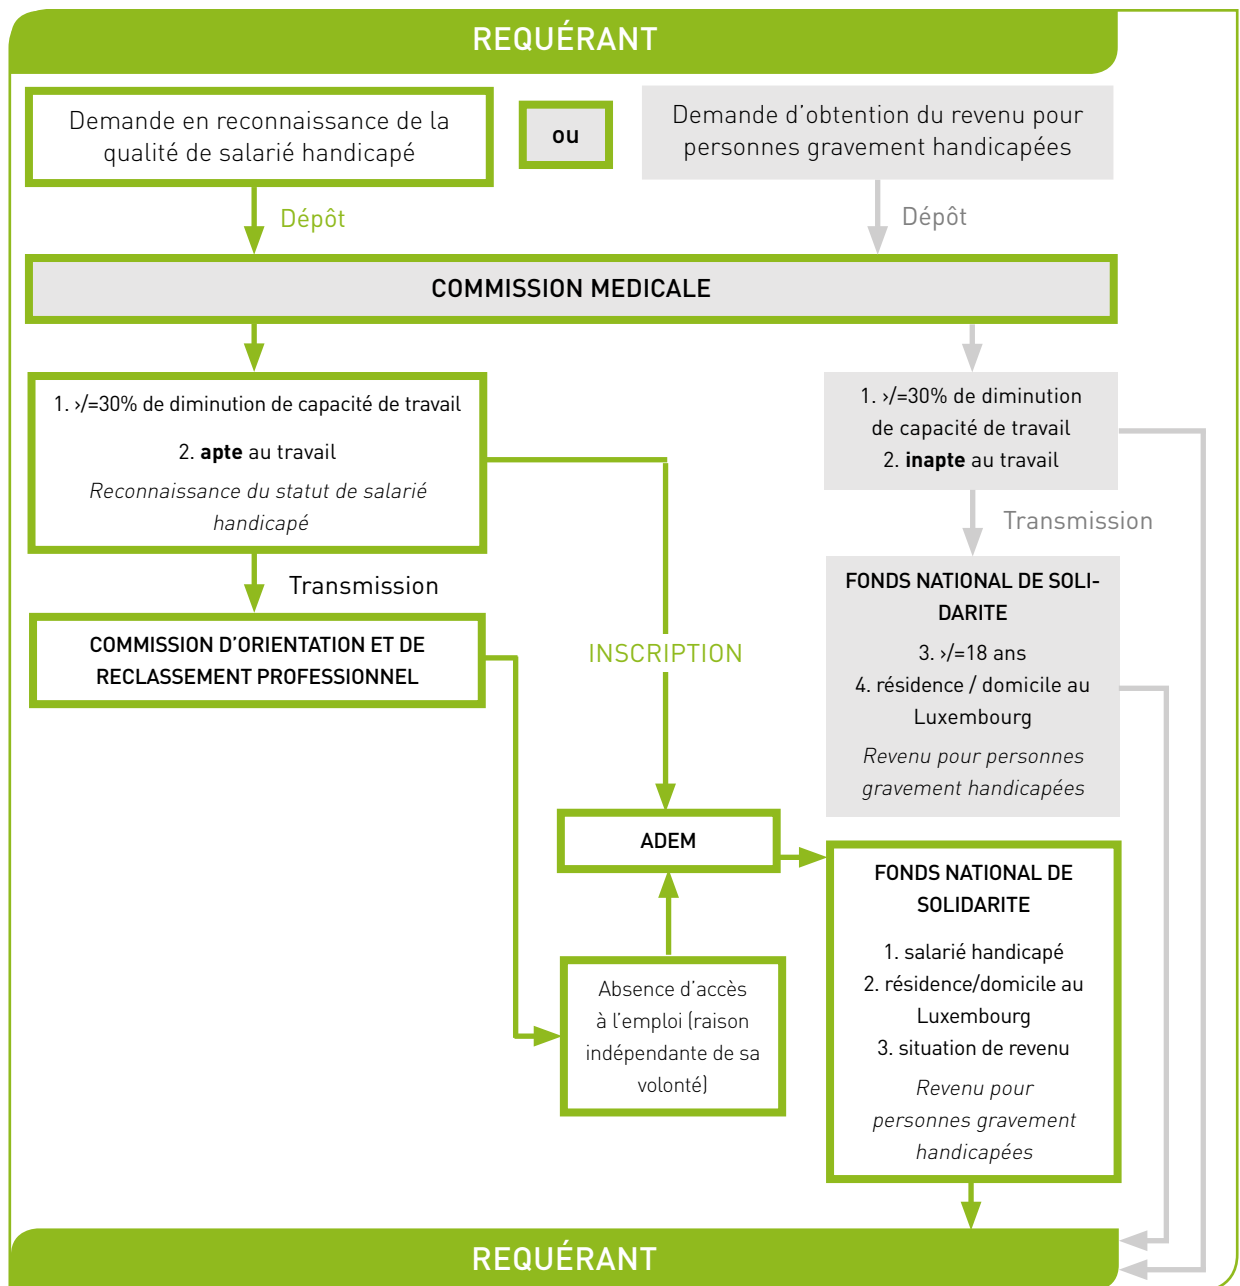 REQUÉRANT
Demande en reconnaissance de la
qualité de salarié handicapé
ou
Demande d'obtention du revenu pour
personnes gravement handicapées
Dépôt
Dépôt
COMMISSION MEDICALE
1. ›/=30% de diminution de capacité de travail
2. apte au travail
Reconnaissance du statut de salarié
handicapé
1. ›/=30% de diminution
de capacité de travail
2. inapte au travail
Transmission
Transmission
COMMISSION D'ORIENTATION ET DE
RECLASSEMENT PROFESSIONNEL
INSCRIPTION
FONDS NATIONAL DE SOLI-
DARITE
3. ›/=18 ans
4. résidence / domicile au
Luxembourg
Revenu pour personnes
gravement handicapées
ADEM
Absence d'accès
à l'emploi (raison
indépendante de sa
volonté)
FONDS NATIONAL DE
SOLIDARITE
1. salarié handicapé
2. résidence/domicile au
Luxembourg
3. situation de revenu
Revenu pour
personnes gravement
handicapées
REQUÉRANT